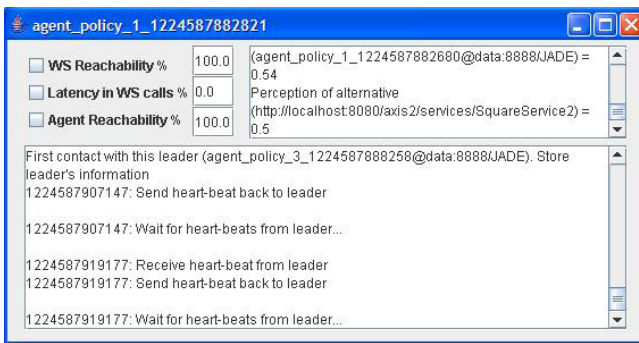 agent_policy_1_1224587882821
WS Reachability % 100.0
Latency in WS calls % 0.0
Agent Reachability % 100.0
(agent_policy_1_1224587882680@data:8888/JADE) =
0.54
Perception of alternative
(http://localhost:8080/axis2/services/SquareService2) =
0.5
First contact with this leader (agent_policy_3_1224587888258@data:8888/JADE). Store
leader's information
1224587907147: Send heart-beat back to leader
1224587907147: Wait for heart-beats from leader...
1224587919177: Receive heart-beat from leader
1224587919177: Send heart-beat back to leader
1224587919177: Wait for heart-beats from leader...